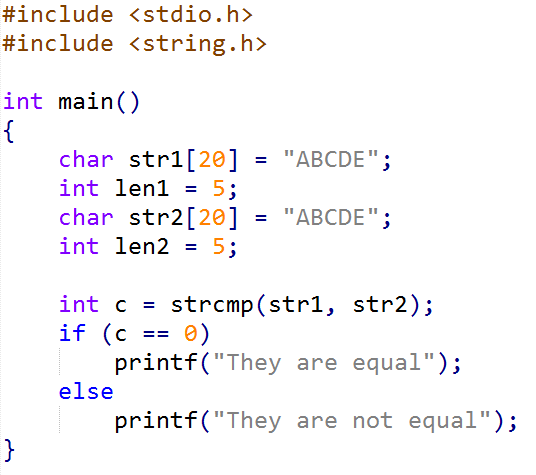 #include <stdio.h>
#include <string.h>

int main()
{
    char str1[20] = "ABCDE";
    int len1 = 5;
    char str2[20] = "ABCDE";
    int len2 = 5;

    int c = strcmp(str1, str2);
    if (c == 0)
        printf("They are equal");
    else
        printf("They are not equal");
}